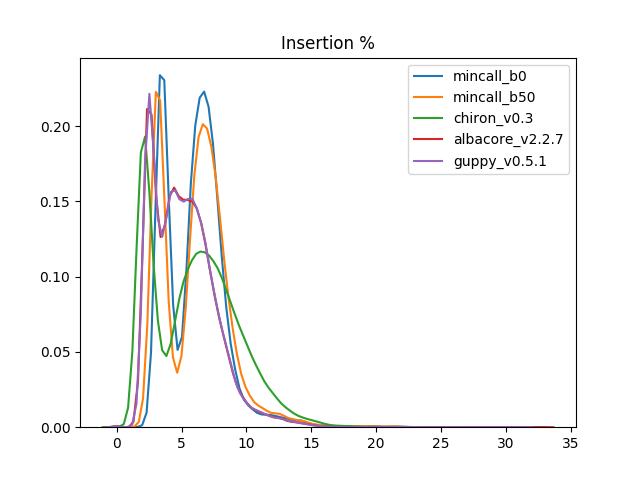 Insertion %
mincall_b0
mincall_b50
chiron_v0.3
albacore_v2.2.7
guppy_v0.5.1
0.20
0.15
0.10
0.05
0.00
0 5 10 15 20 25 30 35